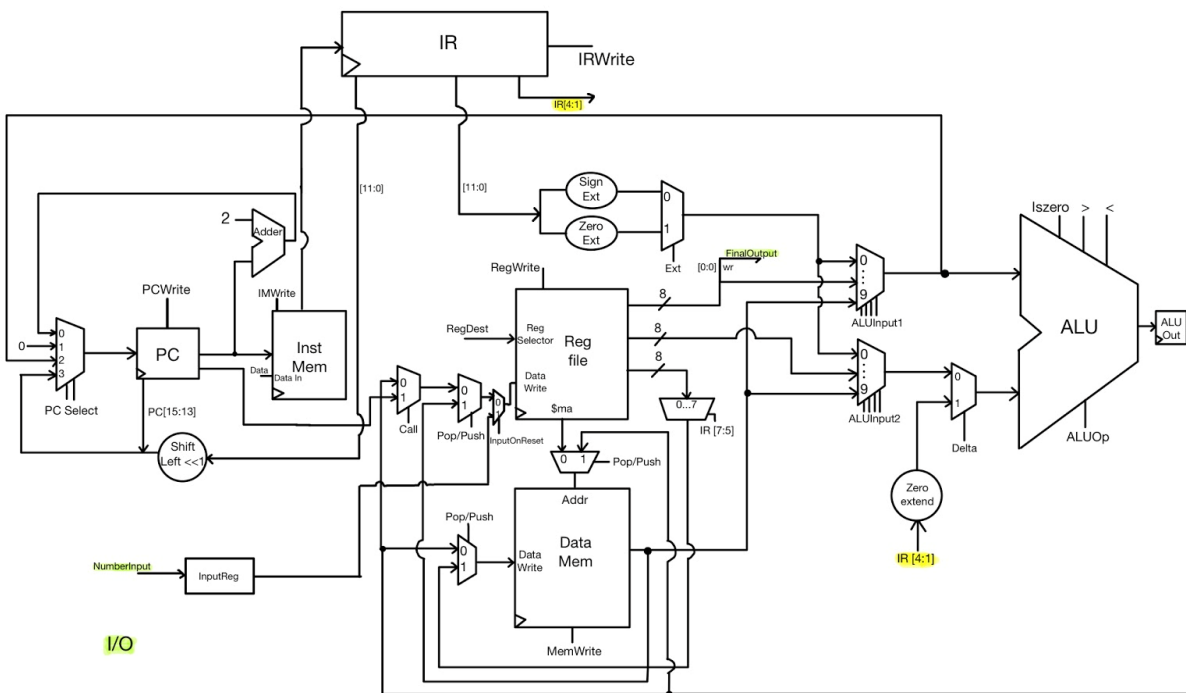 IR
IRWrite
IR[4:1]
[11:0]
[11:0]
Sign
Ext
Zero
Ext
0
1
Ext
2
Adder
PCWrite
IMWrite
0
1
2
3
0
PC Select
PC
Inst
Mem
Data
Data In
PC[15:13]
Shift
Left <<1
RegWrite
RegDest
Reg
Selector
Reg
file
Data
Write
$ma
8
8
8
[0:0]
wr
FinalOutput
0...7
IR [7:5]
0
1
Call
0
1
Pop/Push
0
1
InputOnReset
0 1
Pop/Push
Addr
Data
Mem
Data
Write
MemWrite
Pop/Push
0
1
NumberInput
InputReg
I/O
0
9
ALUInput1
0
9
ALUInput2
0
1
Delta
Zero
extend
IR [4:1]
Iszero
>
<
ALU
ALUOp
ALU
Out